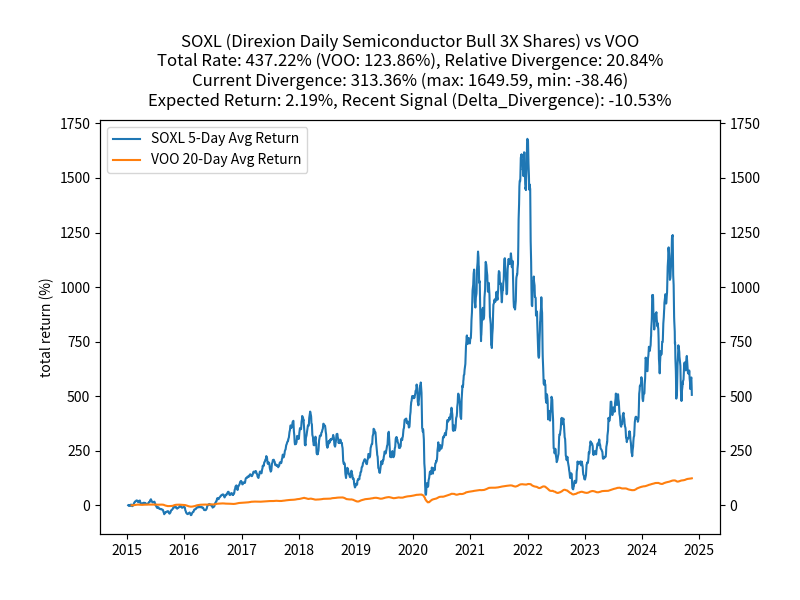 SOXL (Direxion Daily Semiconductor Bull 3X Shares) vs VOO
Total Rate: 437.22% (VOO: 123.86%), Relative Divergence: 20.84%
Current Divergence: 313.36% (max: 1649.59, min: -38.46)
Expected Return: 2.19%, Recent Signal (Delta_Divergence): -10.53%
SOXL 5-Day Avg Return
VOO 20-Day Avg Return
total return (%)
1750 1750
1500 1500
1250 1250
1000 1000
750 750
500 500
250 250
0 0
2015 2016 2017 2018 2019 2020 2021 2022 2023 2024 2025